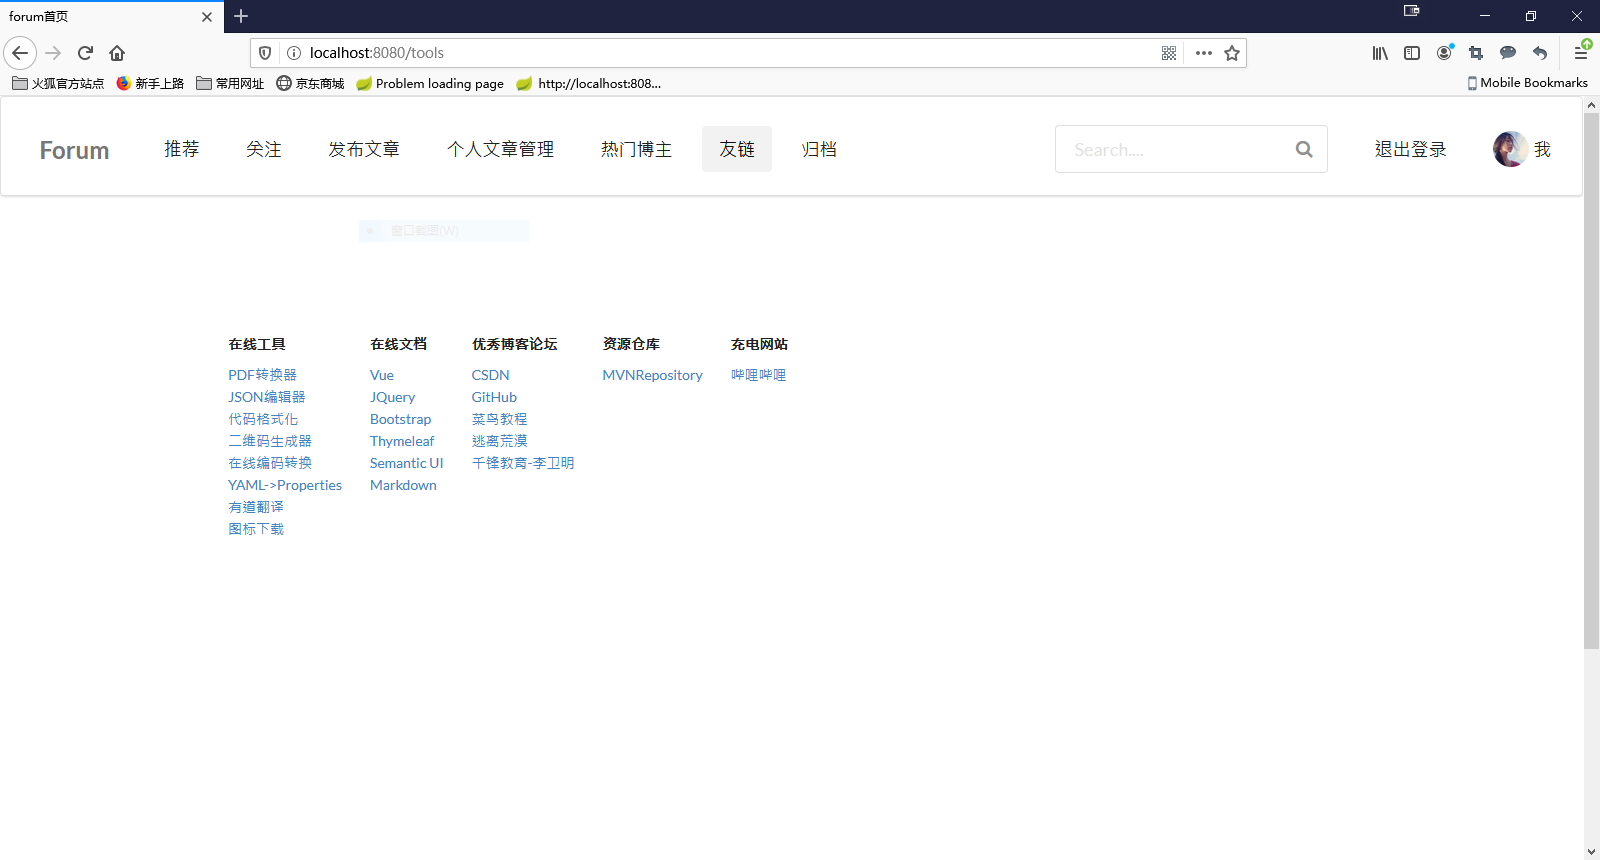 forum首页
localhost:8080/tools
火狐官方站点 新手上路 常用网址 京东商城 Problem loading page http://localhost:808... Mobile Bookmarks
Forum 推荐 关注 发布文章 个人文章管理 热门博主 友链 归档 Search.... 退出登录 我
窗口截图(W)
在线工具
PDF转换器
JSON编辑器
代码格式化
二维码生成器
在线编码转换
YAML->Properties
有道翻译
图标下载
在线文档
Vue
JQuery
Bootstrap
Thymeleaf
Semantic UI
Markdown
优秀博客论坛
CSDN
GitHub
菜鸟教程
逃离荒漠
千锋教育-李卫明
资源仓库
MVNRepository
充电网站
哔哩哔哩